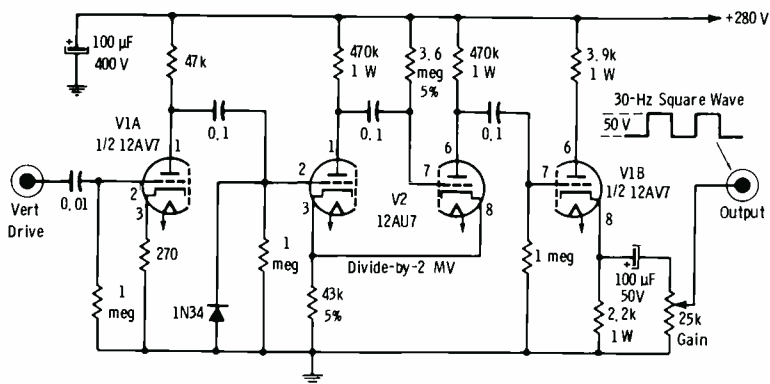 +280 V
100 µF
400 V
47k
470k
1 W
3.6
meg
5%
470k
1 W
3.9k
1 W
30-Hz Square Wave
50 V
V1A
1/2 12AV7
0.1
0.1
0.1
1
2
3
1
2
3
6
7
8
6
7
8
V2
12AU7
V1B
1/2 12AV7
Vert
Drive
0.01
Output
270
1
meg
1N34
1
meg
Divide-by-2 MV
43k
5%
1 meg
100 µF
50V
2.2k
1W
25k
Gain